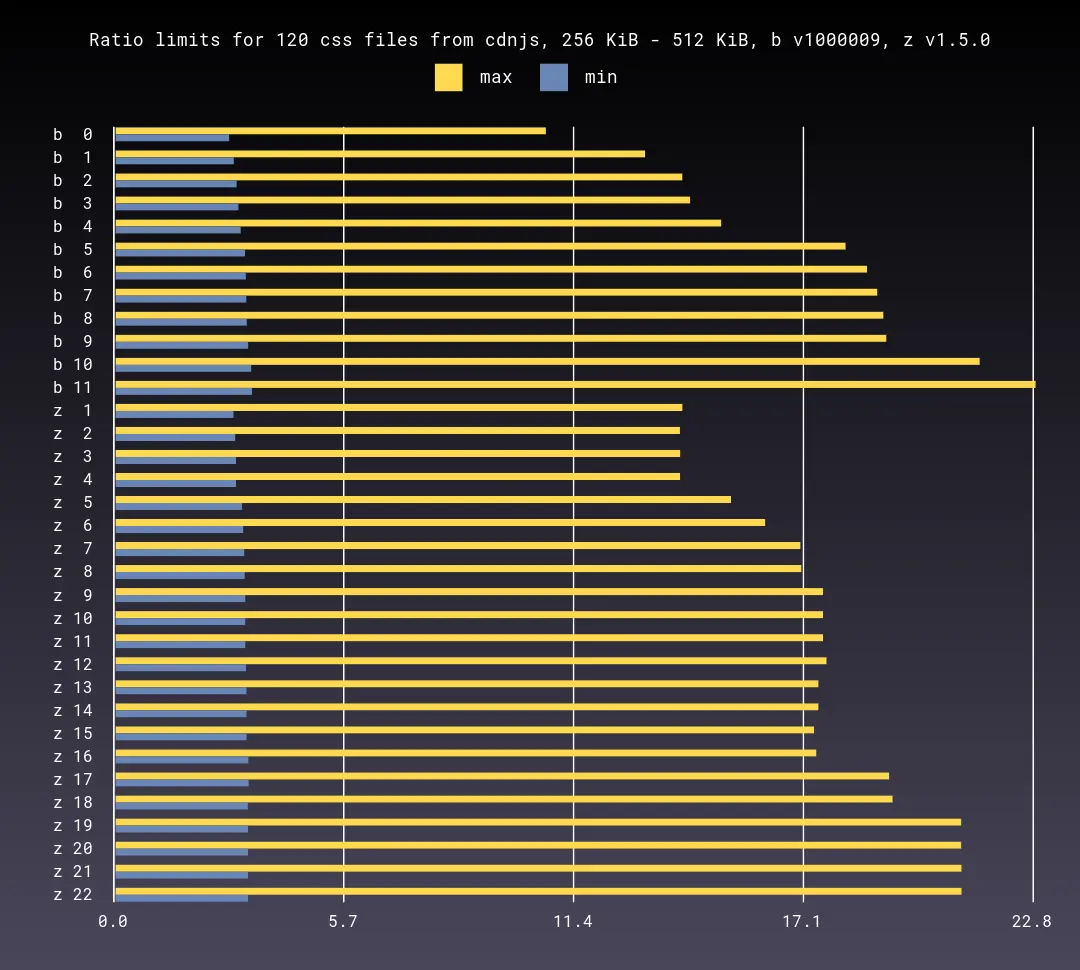 Ratio limits for 120 css files from cdnjs, 256 KiB - 512 KiB, b v1000009, z v1.5.0
max min
b 0
b 1
b 2
b 3
b 4
b 5
b 6
b 7
b 8
b 9
b 10
b 11
z 1
z 2
z 3
z 4
z 5
z 6
z 7
z 8
z 9
z 10
z 11
z 12
z 13
z 14
z 15
z 16
z 17
z 18
z 19
z 20
z 21
z 22
0.0 5.7 11.4 17.1 22.8